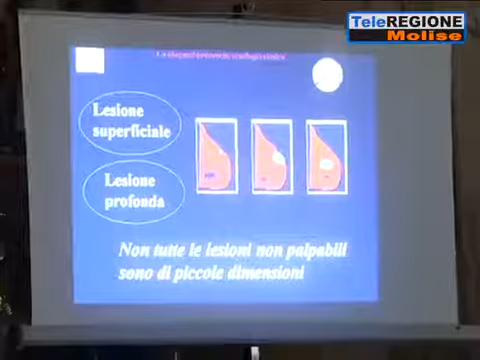 TeleREGIONE
Molise
Lesione
superficiale
Lesione
profonda
Non tutte le lesioni non palpabili
sono di piccole dimensioni